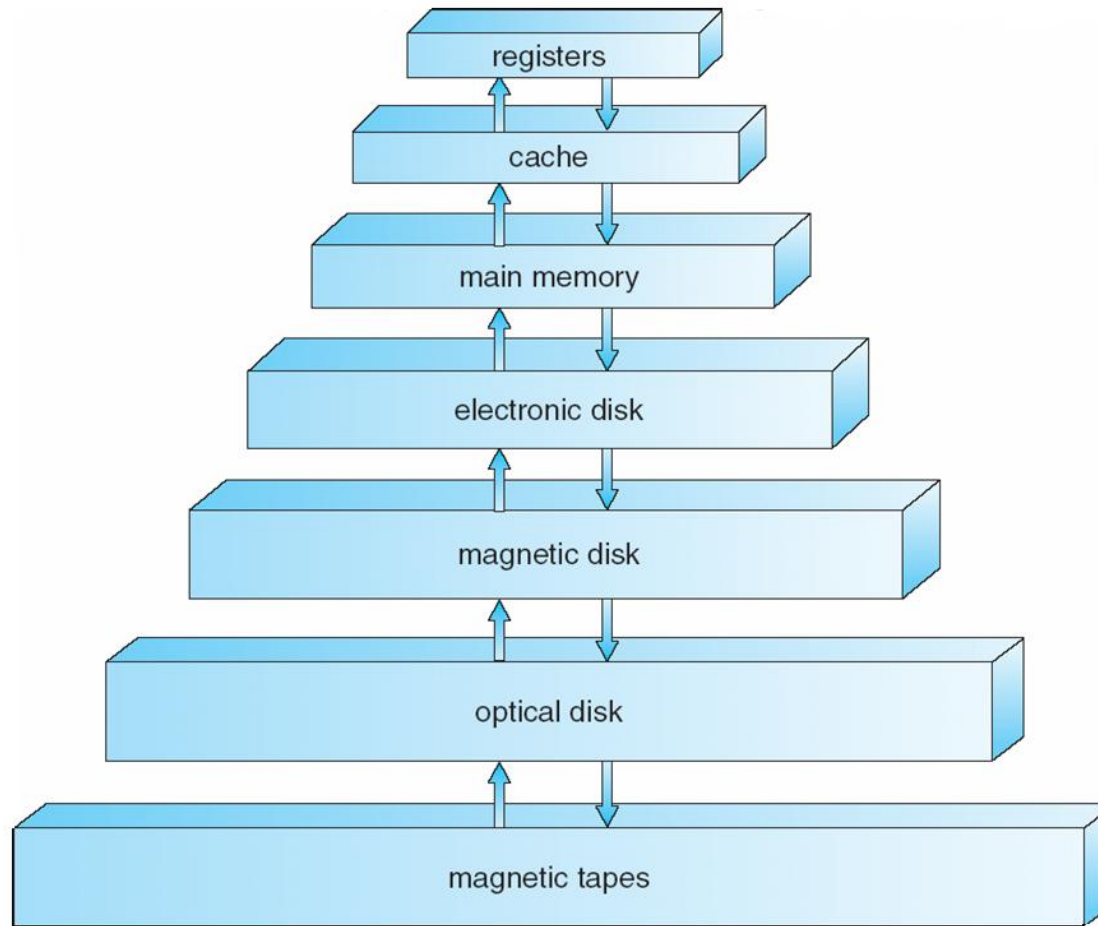 registers
cache
main memory
electronic disk
magnetic disk
optical disk
magnetic tapes